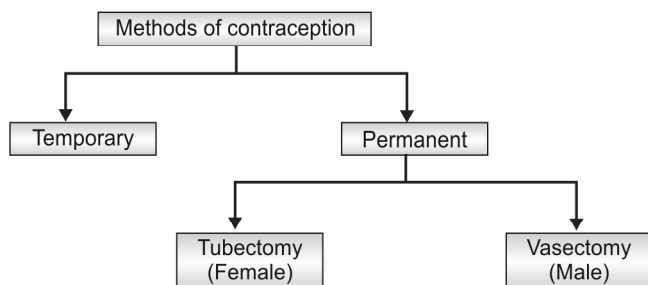 Methods of contraception
Temporary
Permanent
Tubectomy
(Female)
Vasectomy
(Male)